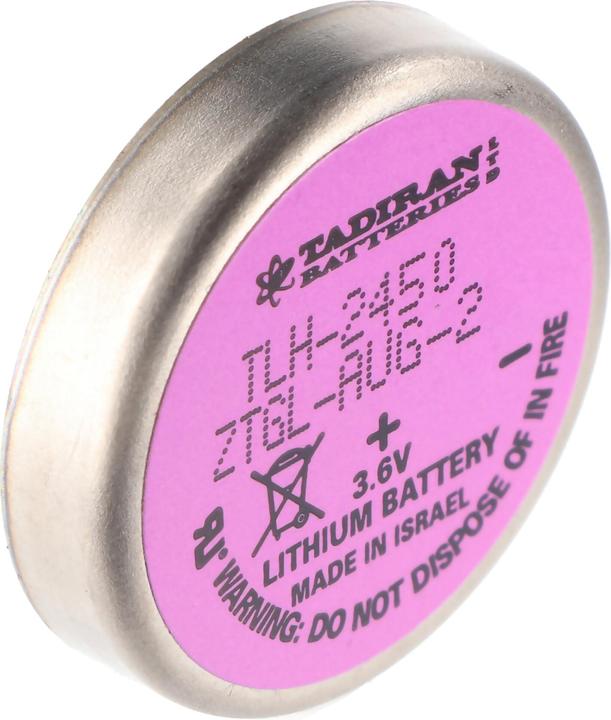 TADIRAN LTD
BATTERIES
TLH-2450
ZT6L-AUG-2
+
3.6V
LITHIUM BATTERY
MADE IN ISRAEL
WARNING: DO NOT DISPOSE OF IN FIRE